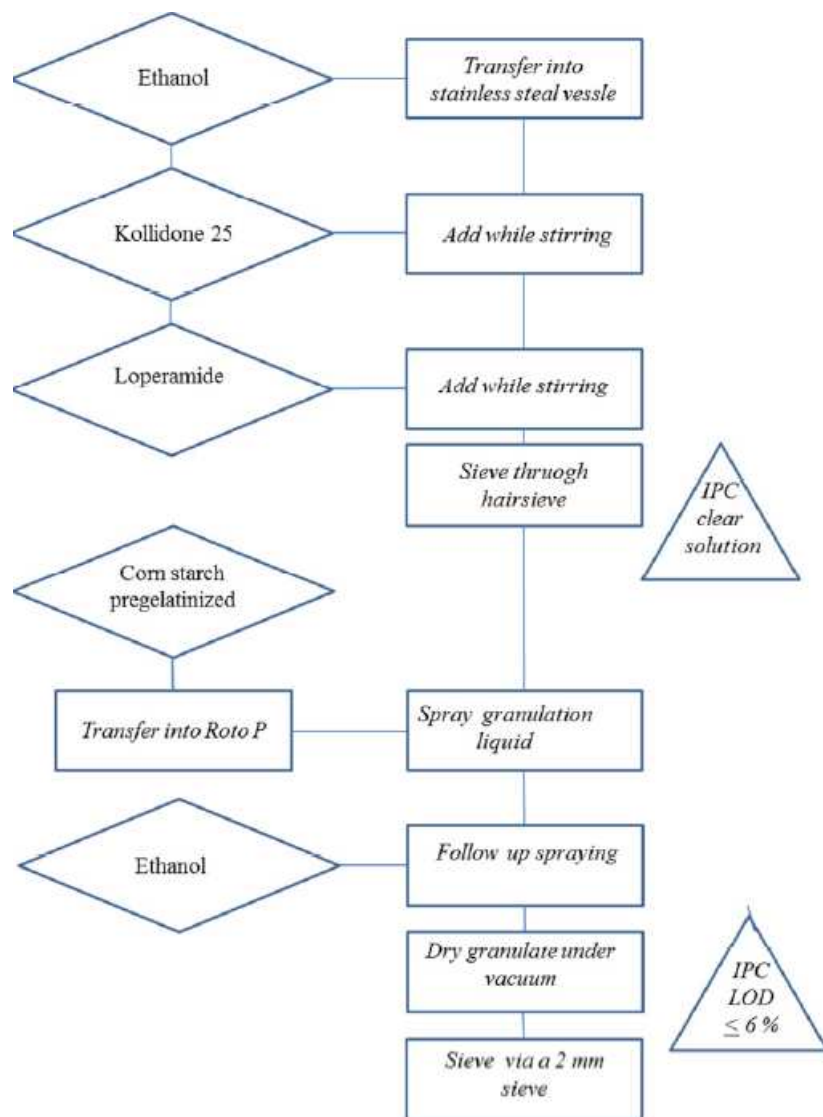 Ethanol
Transfer into
stainless steal vessle
Kollidone 25
Add while stirring
Loperamide
Add while stirring
Sieve thruogh
hairsieve
IPC
clear
solution
Corn starch
pregelatinized
Transfer into Roto P
Spray granulation
liquid
Ethanol
Follow up spraying
Dry granulate under
vacuum
IPC
LOD
≤ 6 %
Sieve via a 2 mm
sieve